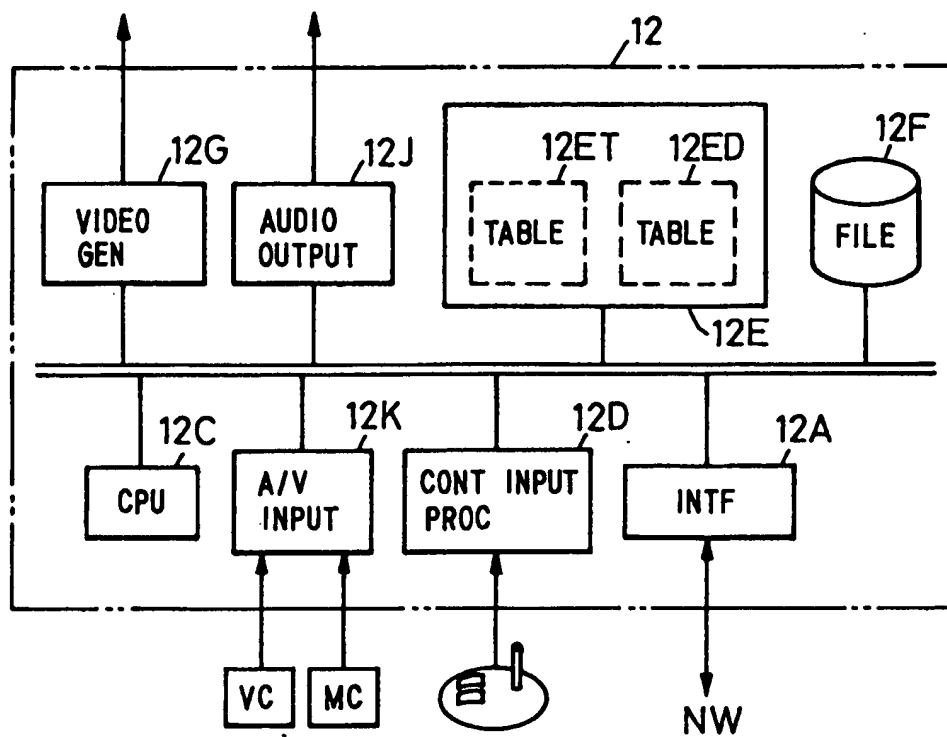 12
12G
12J
12ET
12ED
12F
VIDEO
GEN
AUDIO
OUTPUT
TABLE
TABLE
FILE
12E
12C
12K
12D
12A
CPU
A/V
INPUT
CONT INPUT
PROC
INTF
VC
MC
NW